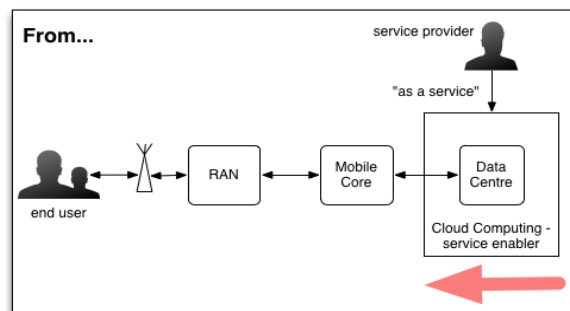 From...
service provider
"as a service"
RAN
Mobile
Core
Data
Centre
end user
Cloud Computing -
service enabler